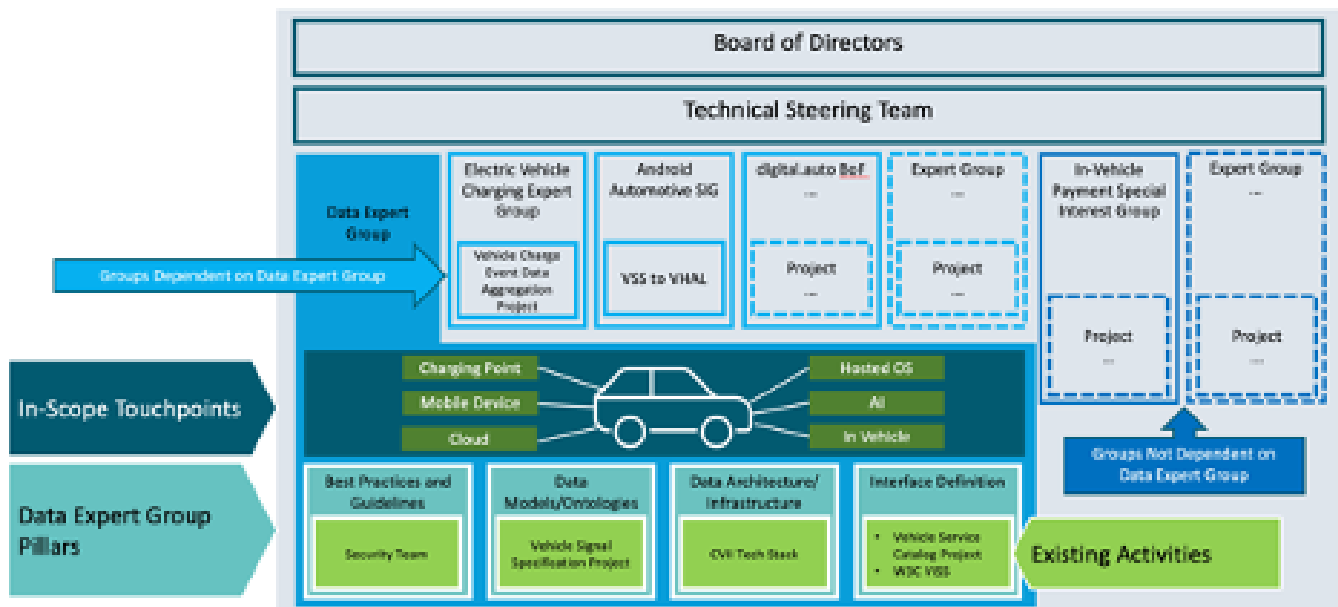 Board of Directors
Technical Steering Team
Data Expert
Group
Electric Vehicle
Charging Expert
Group
Vehicle Charge
Event Data
Aggregation
Project
Android
Automotive SIG
VSS to VHAL
digital.auto BoF
...
Project
...
Expert Group
...
Project
...
In-Vehicle
Payment Special
Interest Group
Project
...
Expert Group
...
Project
...
Groups Dependent on Data Expert Group
In-Scope Touchpoints
Charging Point
Mobile Device
Cloud
Hosted OS
AI
In Vehicle
Groups Not Dependent on
Data Expert Group
Data Expert Group
Pillars
Best Practices and
Guidelines
Security Team
Data
Models/Ontologies
Vehicle Signal
Specification Project
Data Architecture/
Infrastructure
CVII Tech Stack
Interface Definition
• Vehicle Service
Catalog Project
• W3C VISS
Existing Activities